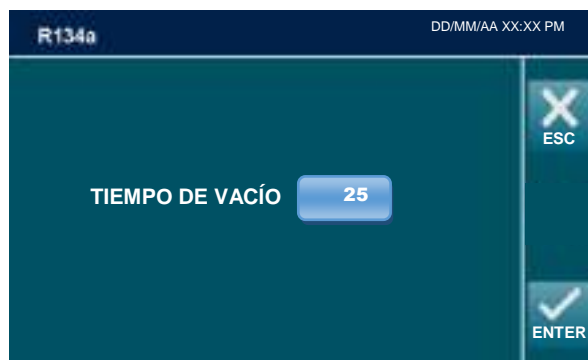 R134a
DD/MM/AA XX:XX PM
ESC
TIEMPO DE VACÍO 25
ENTER